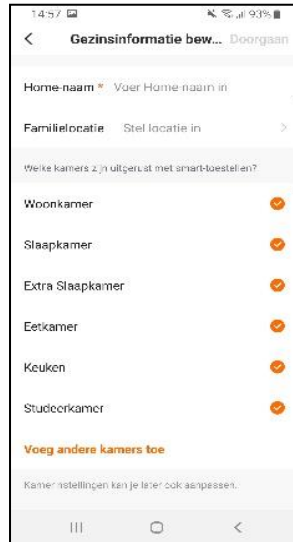 14:57 93%
Gezinsinformatie bew... Doorgaan
Home-naam * Voer Home-naam in
Familielocatie Stel locatie in
Welke kamers zijn uitgerust met smart-toestellen?
Woonkamer
Slaapkamer
Extra Slaapkamer
Eetkamer
Keuken
Studeerkamer
Voeg andere kamers toe
Kamerinstellingen kan je later ook aanpassen.